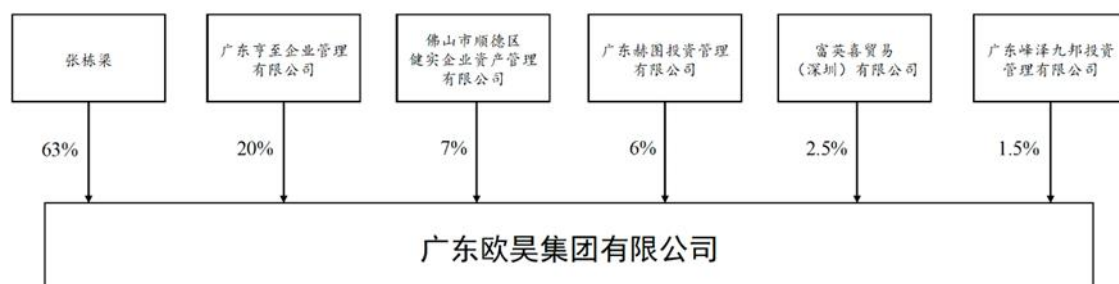 张栋梁
广东亨至企业管理
有限公司
佛山市顺德区
健实企业资产管理
有限公司
广东赫图投资管理
有限公司
富英喜贸易
（深圳）有限公司
广东峰泽九邦投资
管理有限公司
63%
20%
7%
6%
2.5%
1.5%
广东欧昊集团有限公司